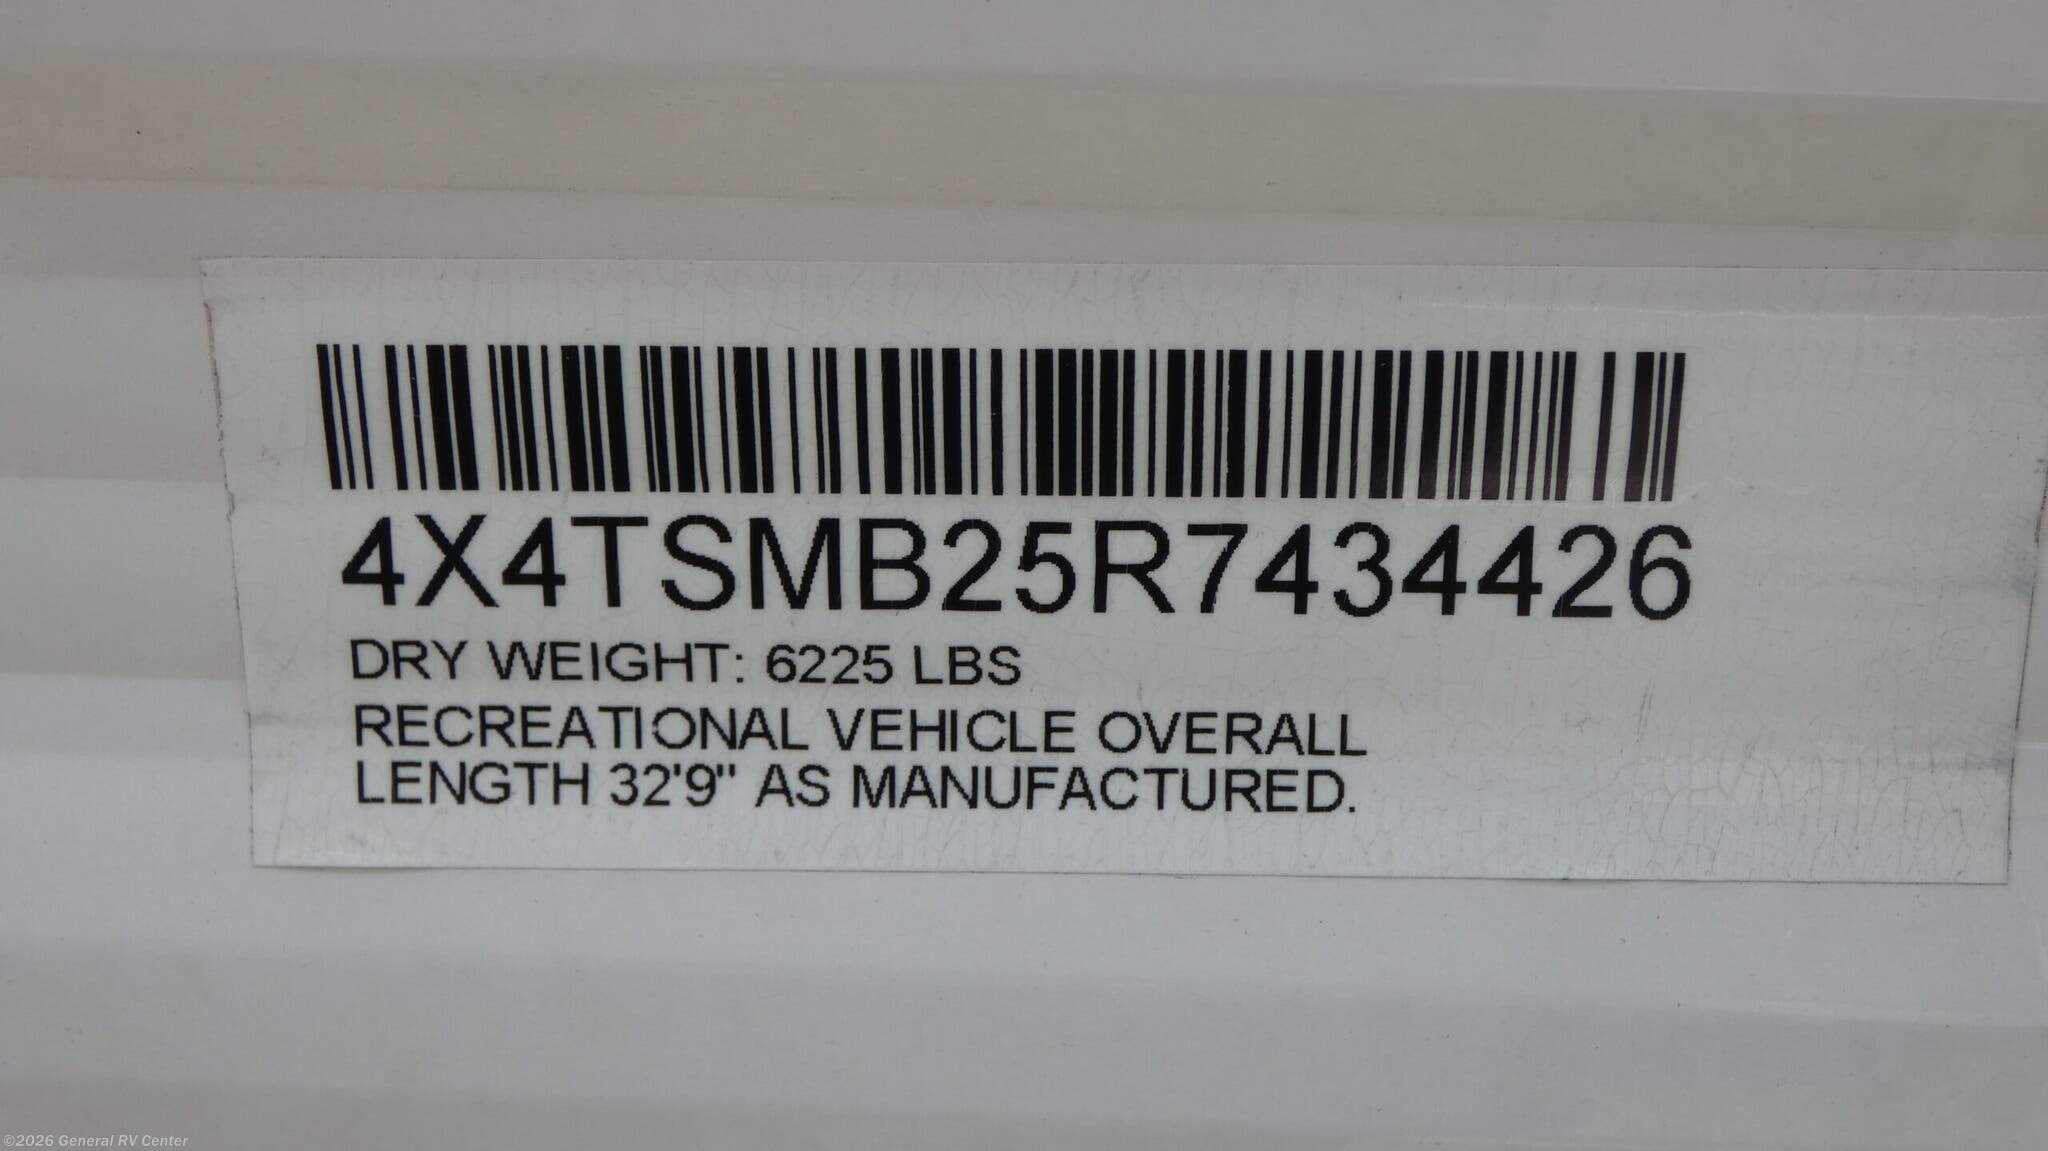 4X4TSMB25R7434426
DRY WEIGHT: 6225 LBS
RECREATIONAL VEHICLE OVERALL
LENGTH 32'9" AS MANUFACTURED.
©2026 General RV Center